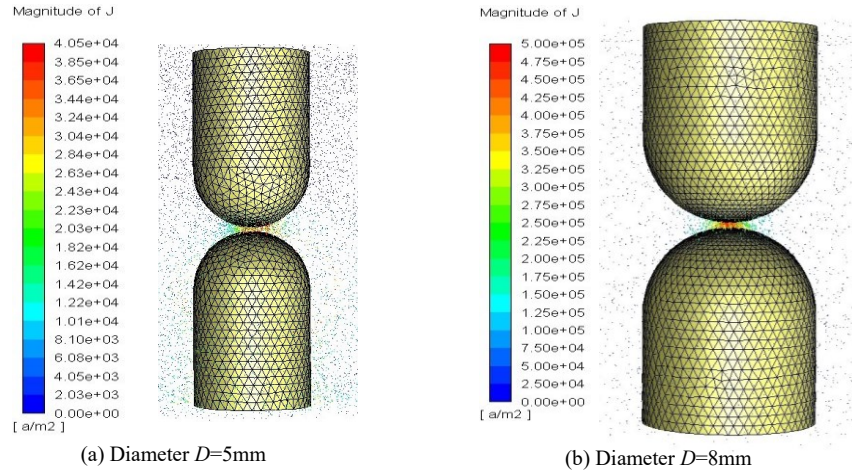 Magnitude of J
4.05e+04
3.85e+04
3.65e+04
3.44e+04
3.24e+04
3.04e+04
2.84e+04
2.63e+04
2.43e+04
2.23e+04
2.03e+04
1.82e+04
1.62e+04
1.42e+04
1.22e+04
1.01e+04
8.10e+03
6.08e+03
4.05e+03
2.03e+03
0.00e+00
[ a/m2 ]
(a) Diameter D=5mm
Magnitude of J
5.00e+05
4.75e+05
4.50e+05
4.25e+05
4.00e+05
3.75e+05
3.50e+05
3.25e+05
3.00e+05
2.75e+05
2.50e+05
2.25e+05
2.00e+05
1.75e+05
1.50e+05
1.25e+05
1.00e+05
7.50e+04
5.00e+04
2.50e+04
0.00e+00
[ a/m2 ]
(b) Diameter D=8mm